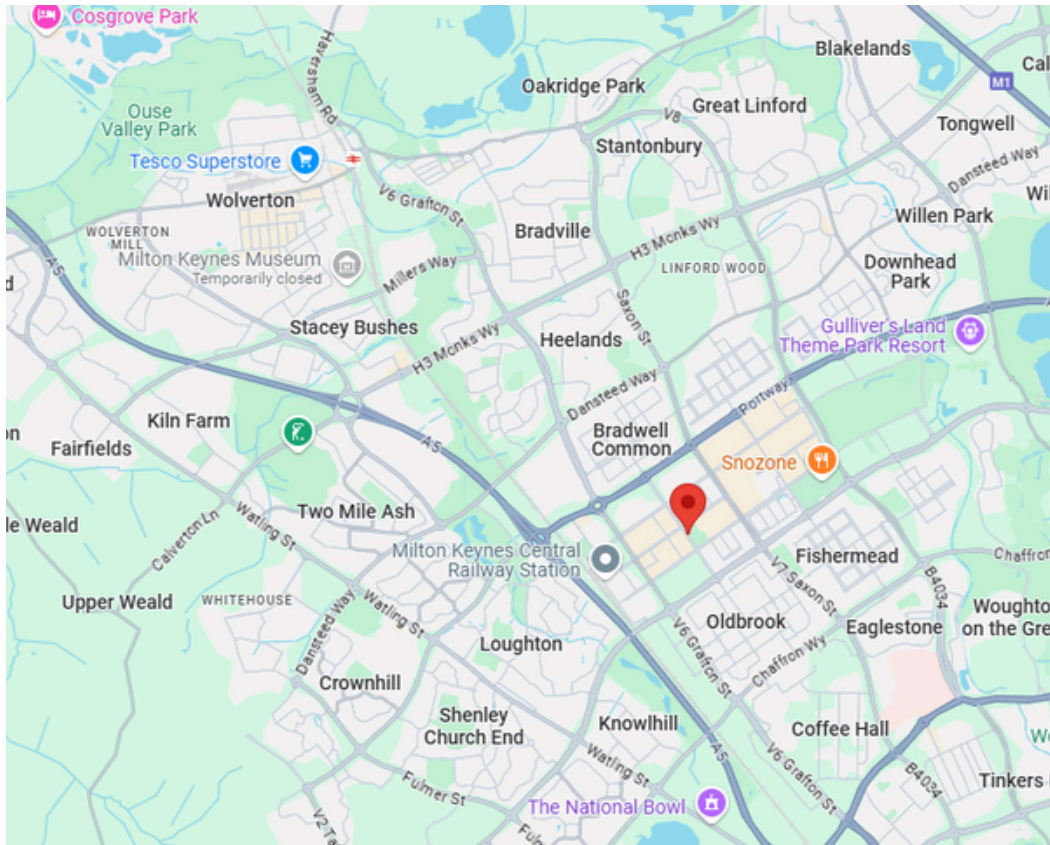 Cosgrove Park
Haversham Rd
Blakelands
Cal
M1
Oakridge Park
Great Linford
Ouse
Valley Park
V8
Tongwell
Stantonbury
Tesco Superstore
Dansteed Way
Wolverton
V6 Grafton St
Willen Park
Bradville
H3 Monks Wy
WOLVERTON
MILL
A5
Milton Keynes Museum
Temporarily closed
Millers Way
LINFORD WOOD
Downhead
Park
d
Saxon St
Stacey Bushes
H3 Monks Wy
Heelands
Gulliver's Land
Theme Park Resort
Dansteed Way
Portway
Kiln Farm
A5
Bradwell
Common
on
Fairfields
Snozone
le Weald
Two Mile Ash
Calverton Ln
Watling St
Milton Keynes Central
Railway Station
Fishermead
Chaffron
V7 Saxon St
B4034
Upper Weald
WHITEHOUSE
Dansteed Way
Watling St
Woughto
on the Gre
Oldbrook
Eaglestone
Loughton
V6 Grafton St
Chaffron Wy
Crownhill
Shenley
Church End
Knowlhill
A5
Coffee Hall
Watling St
V6 Grafton St
B4034
Tinkers
Fulmer St
The National Bowl
V2 Ta
Fulm